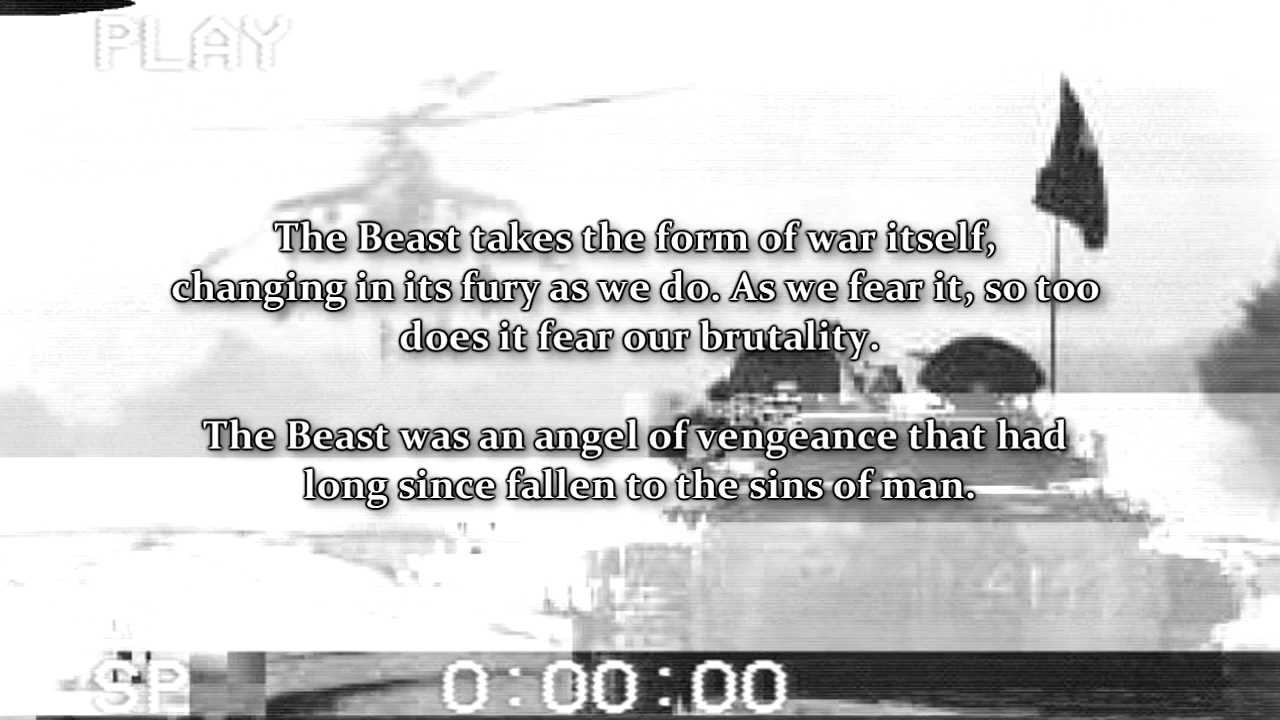 PLAY
The Beast takes the form of war itself,
changing in its fury as we do. As we fear it, so too
does it fear our brutality.
The Beast was an angel of vengeance that had
long since fallen to the sins of man.
SP 0:00:00